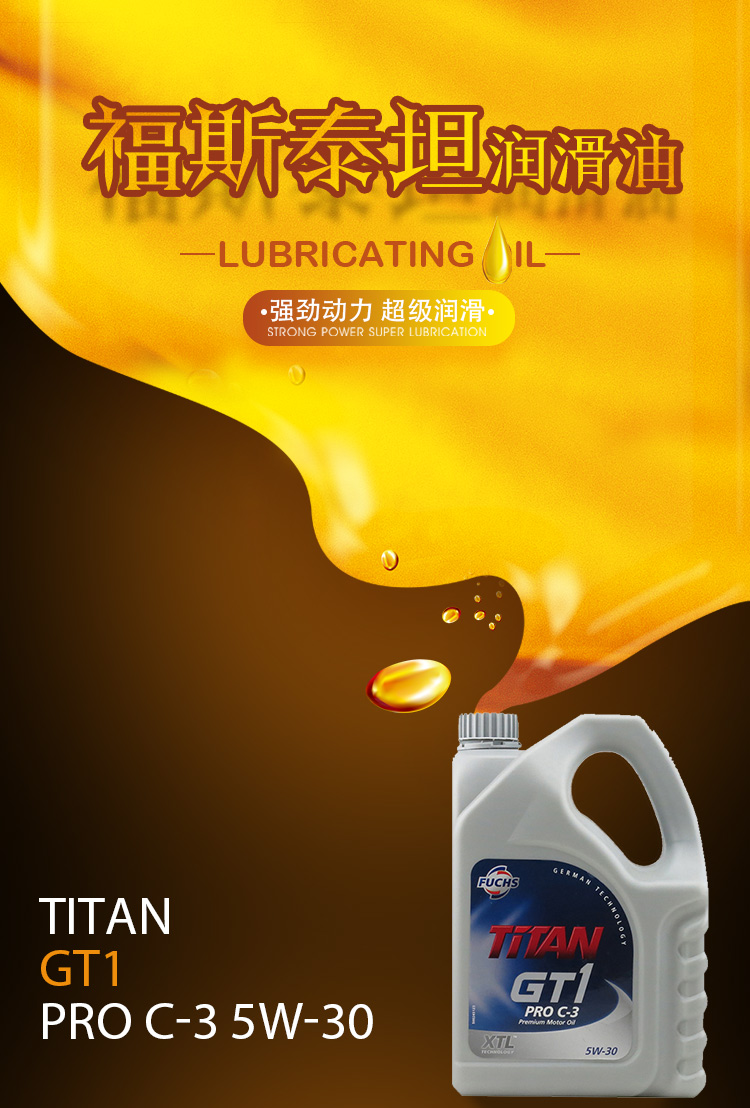 福斯泰坦润滑油
LUBRICATING OIL
•强劲动力 超级润滑•
STRONG POWER SUPER LUBRICATION
TITAN
GT1
PRO C-3 5W-30
FUCHS
GERMAN TECHNOLOGY
TITAN
GT1
PRO C-3
Premium Motor Oil
XTL
TECHNOLOGY
5W-30